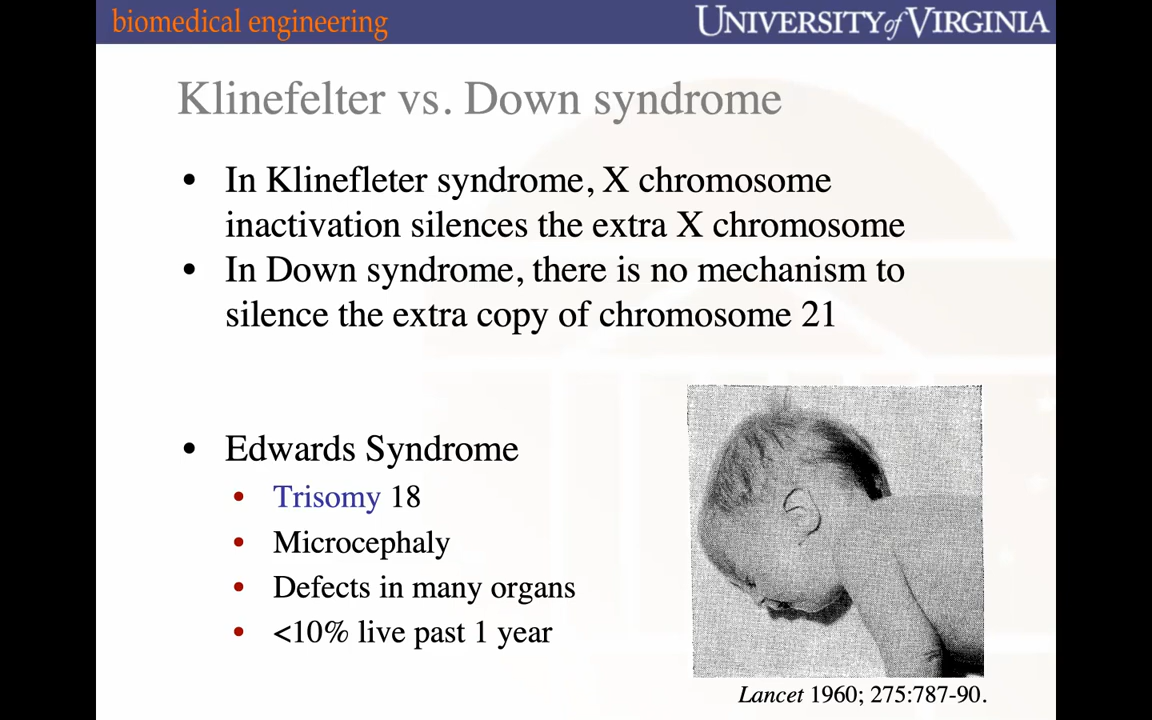 biomedical engineering
UNIVERSITY of VIRGINIA
Klinefelter vs. Down syndrome
• In Klinefleter syndrome, X chromosome
inactivation silences the extra X chromosome
• In Down syndrome, there is no mechanism to
silence the extra copy of chromosome 21
• Edwards Syndrome
• Trisomy 18
• Microcephaly
• Defects in many organs
• <10% live past 1 year
Lancet 1960; 275:787-90.